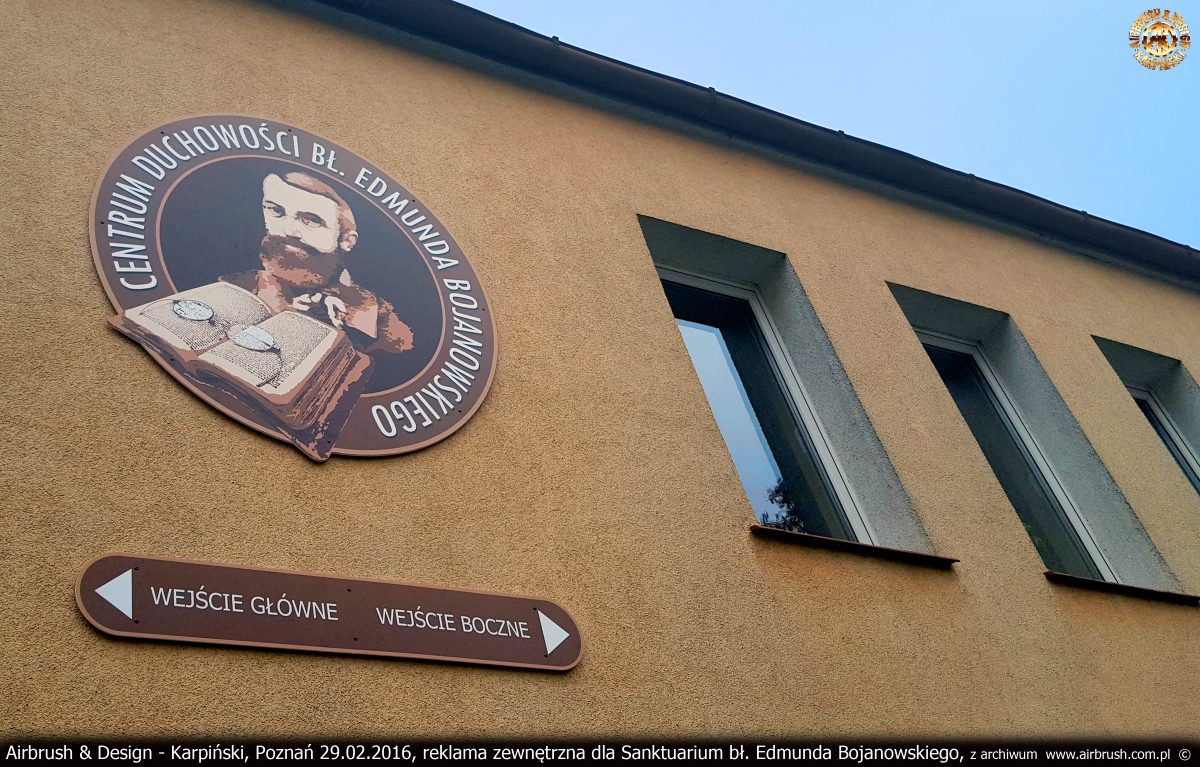 CENTRUM DUCHOWOŚCI BŁ. EDMUNDA BOJANOWSKIEGO
WEJŚCIE GŁÓWNE WEJŚCIE BOCZNE
Airbrush & Design - Karpiński, Poznań 29.02.2016, reklama zewnętrzna dla Sanktuarium bł. Edmunda Bojanowskiego, z archiwum www.airbrush.com.pl ©